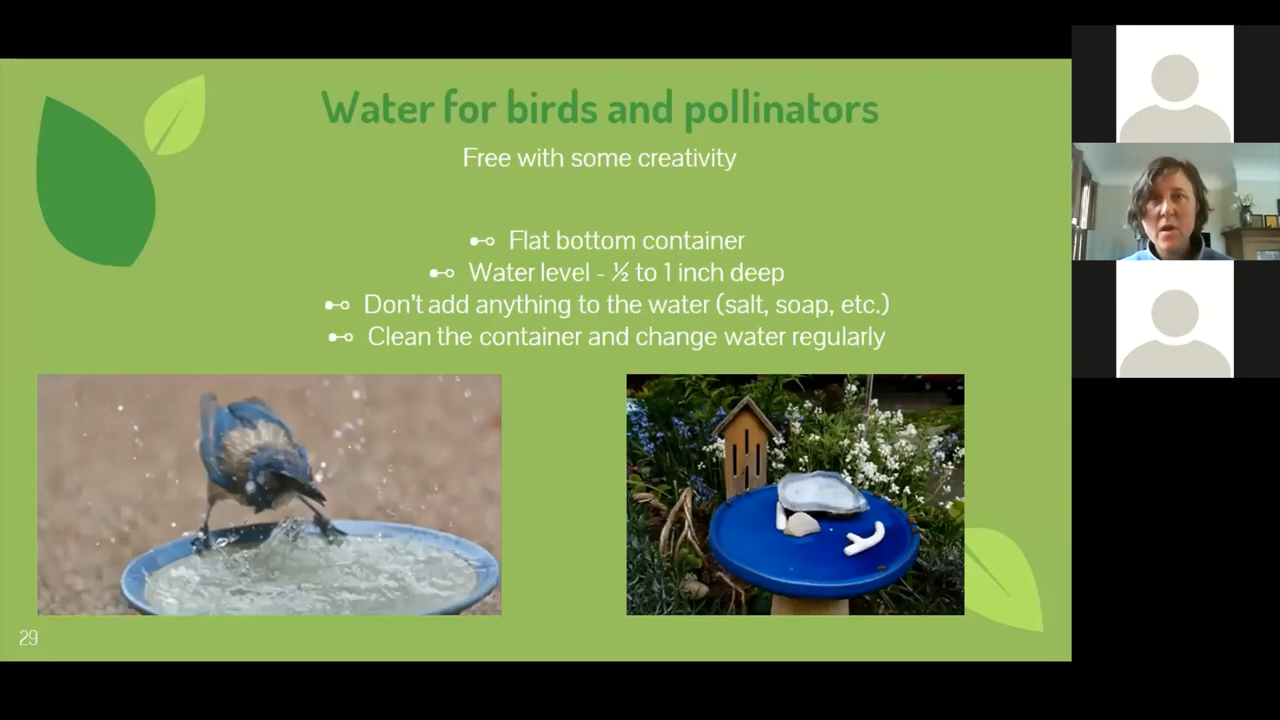 Water for birds and pollinators
Free with some creativity
Flat bottom container
Water level - ½ to 1 inch deep
Don't add anything to the water (salt, soap, etc.)
Clean the container and change water regularly
29